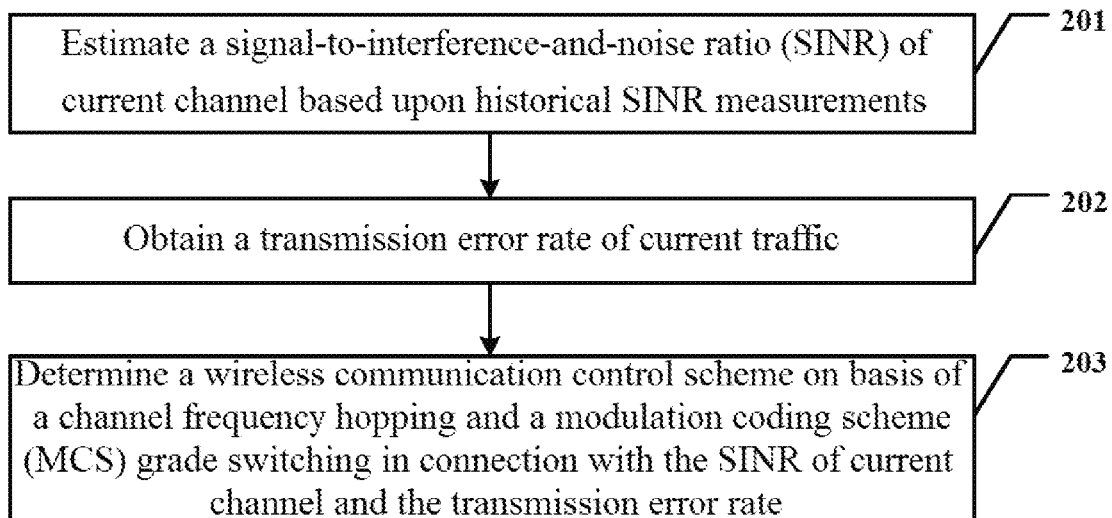 Estimate a signal-to-interference-and-noise ratio (SINR) of
current channel based upon historical SINR measurements
201
Obtain a transmission error rate of current traffic
202
Determine a wireless communication control scheme on basis of
a channel frequency hopping and a modulation coding scheme
(MCS) grade switching in connection with the SINR of current
channel and the transmission error rate
203